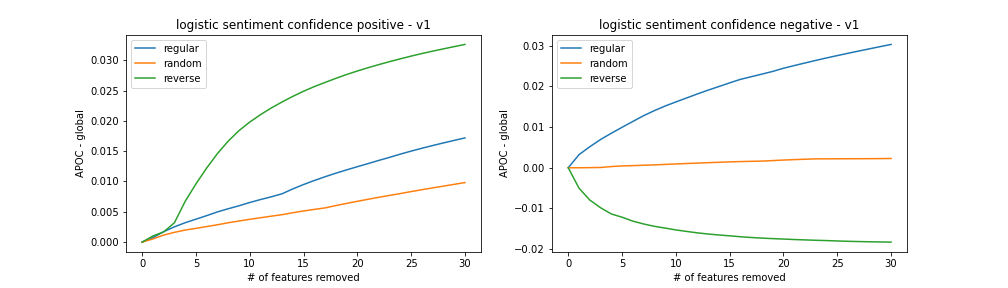 logistic sentiment confidence positive - v1
APOC - global
0.030
0.025
0.020
0.015
0.010
0.005
0.000
regular
random
reverse
0 5 10 15 20 25 30
# of features removed
logistic sentiment confidence negative - v1
APOC - global
0.03
0.02
0.01
0.00
−0.01
−0.02
regular
random
reverse
0 5 10 15 20 25 30
# of features removed